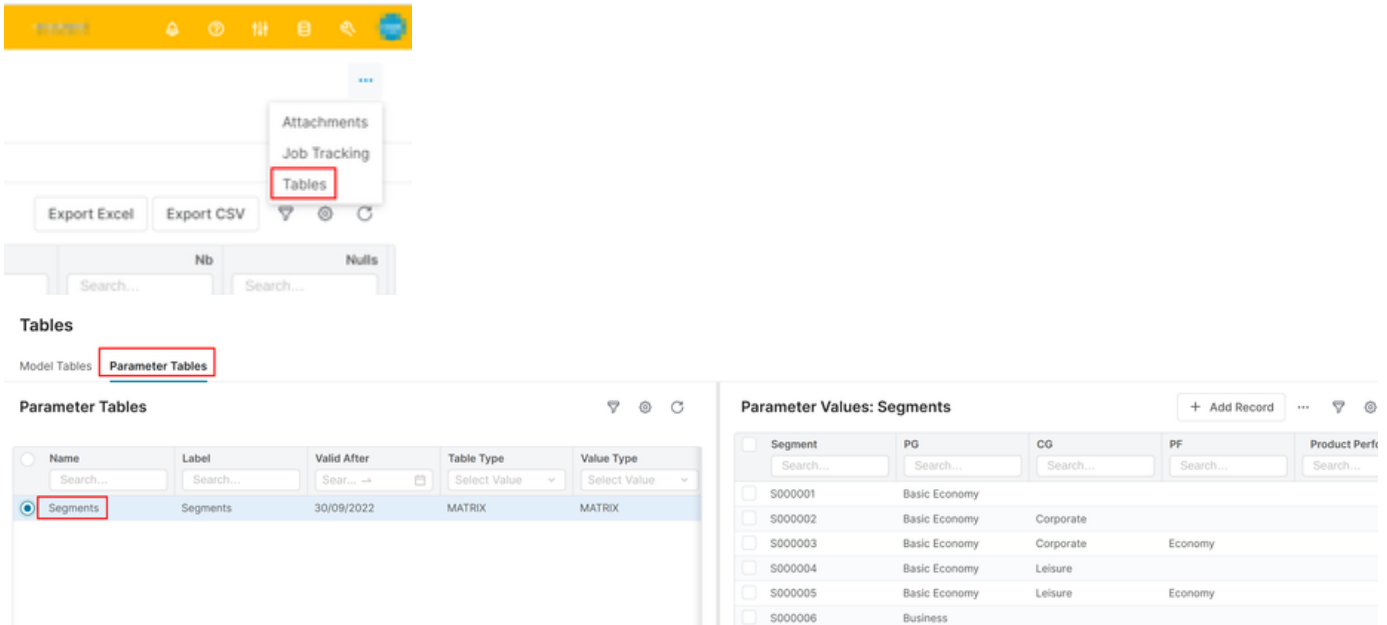 Attachments
Job Tracking
Tables
Export Excel Export CSV
Nb Nulls
Search... Search...
Tables
Model Tables Parameter Tables
Parameter Tables
Name Label Valid After Table Type Value Type
Search... Search... Sear... → Select Value Select Value
Segments Segments 30/09/2022 MATRIX MATRIX
Parameter Values: Segments + Add Record ...
Segment PG CG PF Product Perfo
Search... Search... Search... Search... Search...
S000001 Basic Economy
S000002 Basic Economy Corporate
S000003 Basic Economy Corporate Economy
S000004 Basic Economy Leisure
S000005 Basic Economy Leisure Economy
S000006 Business